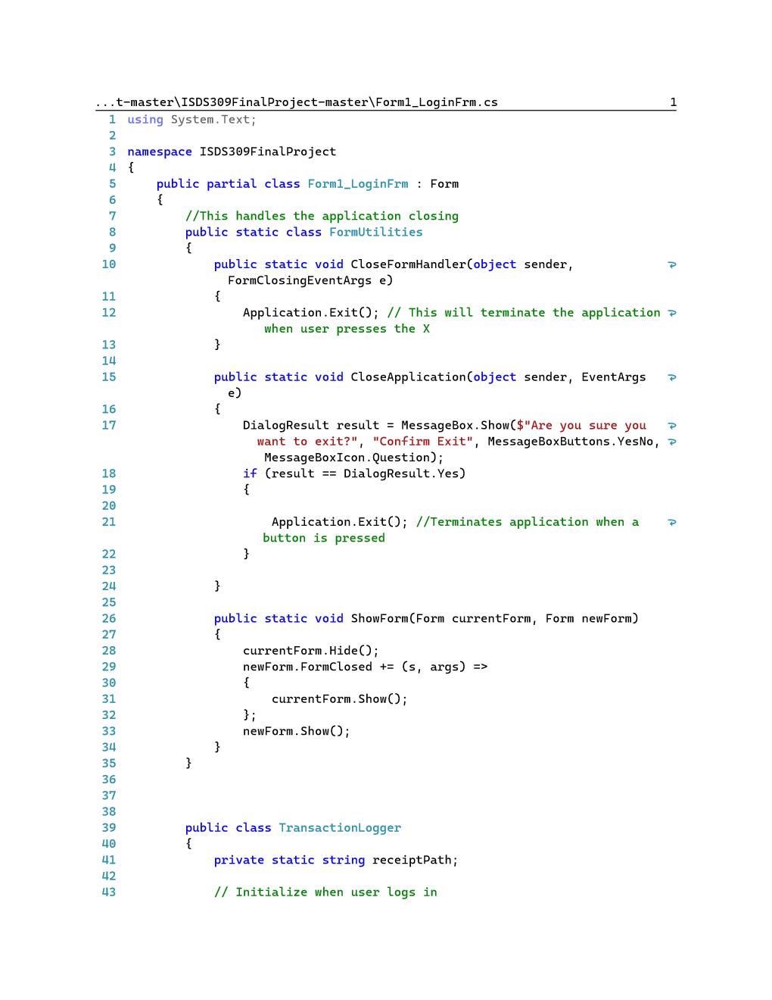 ...t-master\ISDS309FinalProject-master\Form1_LoginFrm.cs 1
1 using System.Text;
2
3 namespace ISDS309FinalProject
4 {
5     public partial class Form1_LoginFrm : Form
6     {
7         //This handles the application closing
8         public static class FormUtilities
9         {
10             public static void CloseFormHandler(object sender,
FormClosingEventArgs e)
11             {
12                 Application.Exit(); // This will terminate the application
when user presses the X
13             }
14
15             public static void CloseApplication(object sender, EventArgs
e)
16             {
17                 DialogResult result = MessageBox.Show($"Are you sure you
want to exit?", "Confirm Exit", MessageBoxButtons.YesNo,
MessageBoxIcon.Question);
18                 if (result == DialogResult.Yes)
19                 {
20
21                     Application.Exit(); //Terminates application when a
button is pressed
22                 }
23
24             }
25
26             public static void ShowForm(Form currentForm, Form newForm)
27             {
28                 currentForm.Hide();
29                 newForm.FormClosed += (s, args) =>
30                 {
31                     currentForm.Show();
32                 };
33                 newForm.Show();
34             }
35         }
36
37
38
39         public class TransactionLogger
40         {
41             private static string receiptPath;
42
43             // Initialize when user logs in